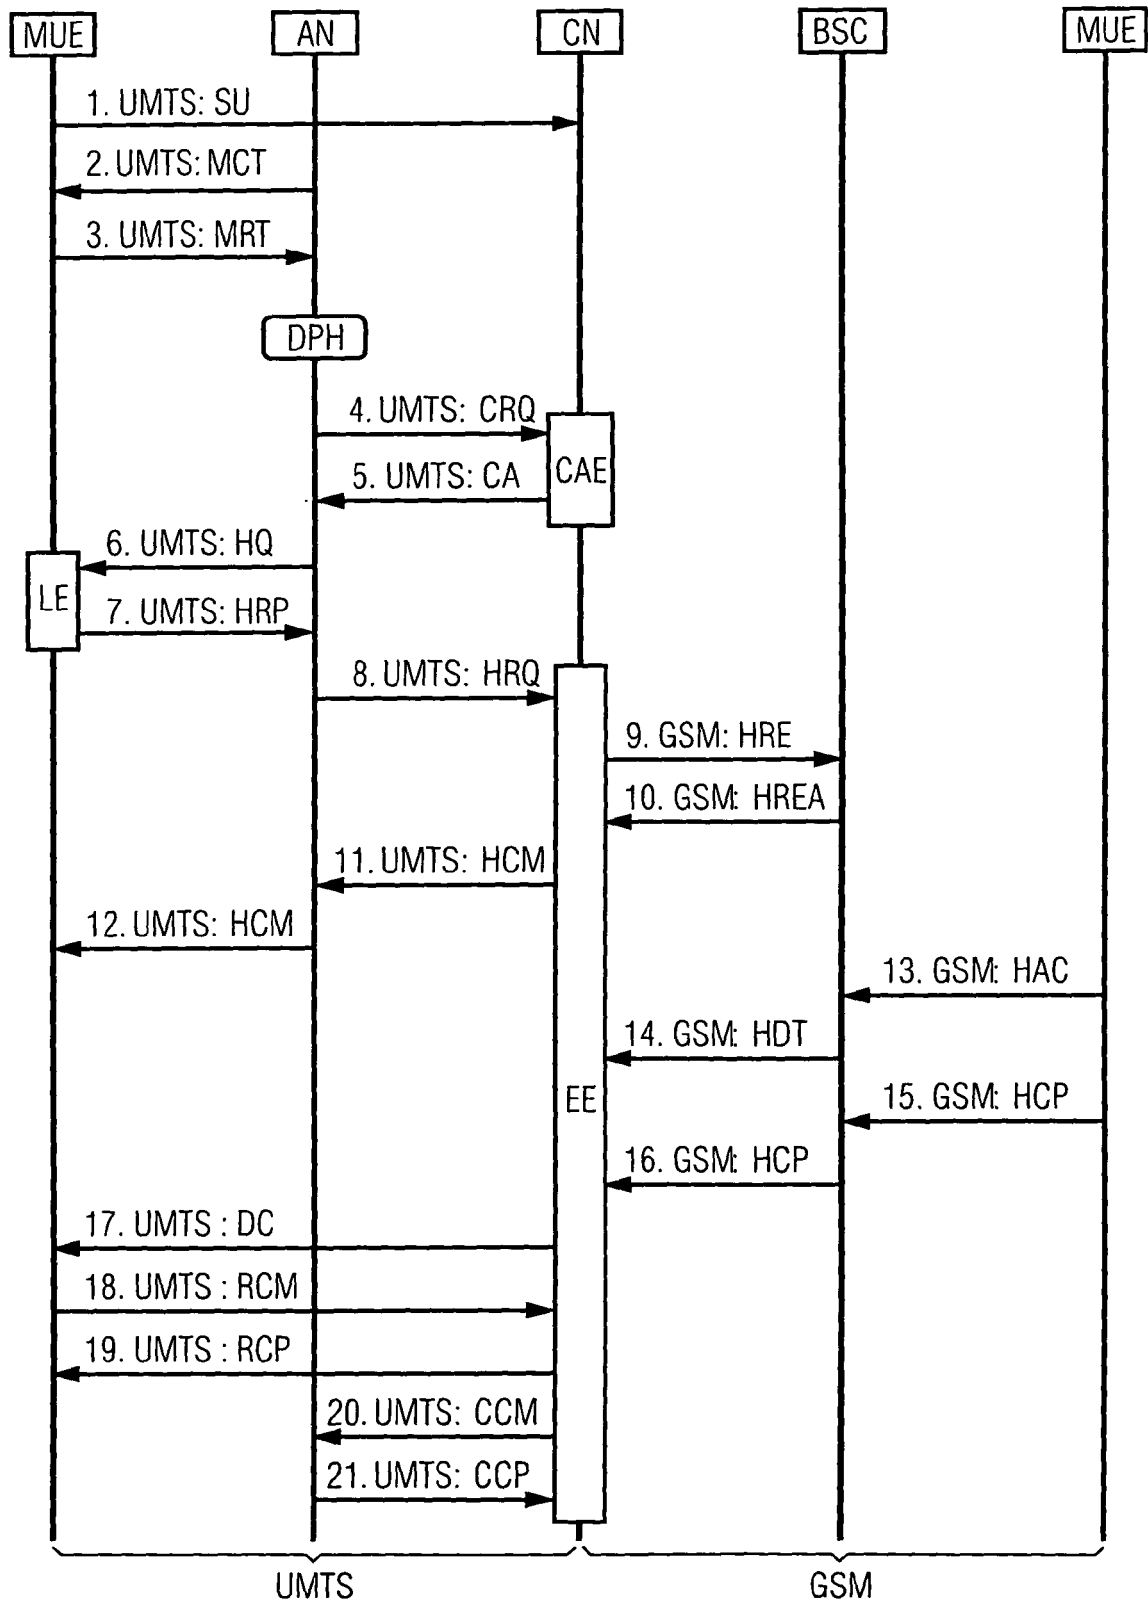 MUE AN CN BSC MUE
1. UMTS: SU
2. UMTS: MCT
3. UMTS: MRT
DPH
4. UMTS: CRQ
CAE
5. UMTS: CA
6. UMTS: HQ
LE
7. UMTS: HRP
8. UMTS: HRQ
9. GSM: HRE
10. GSM: HREA
11. UMTS: HCM
12. UMTS: HCM
13. GSM: HAC
14. GSM: HDT
EE
15. GSM: HCP
16. GSM: HCP
17. UMTS : DC
18. UMTS : RCM
19. UMTS : RCP
20. UMTS: CCM
21. UMTS: CCP
UMTS GSM